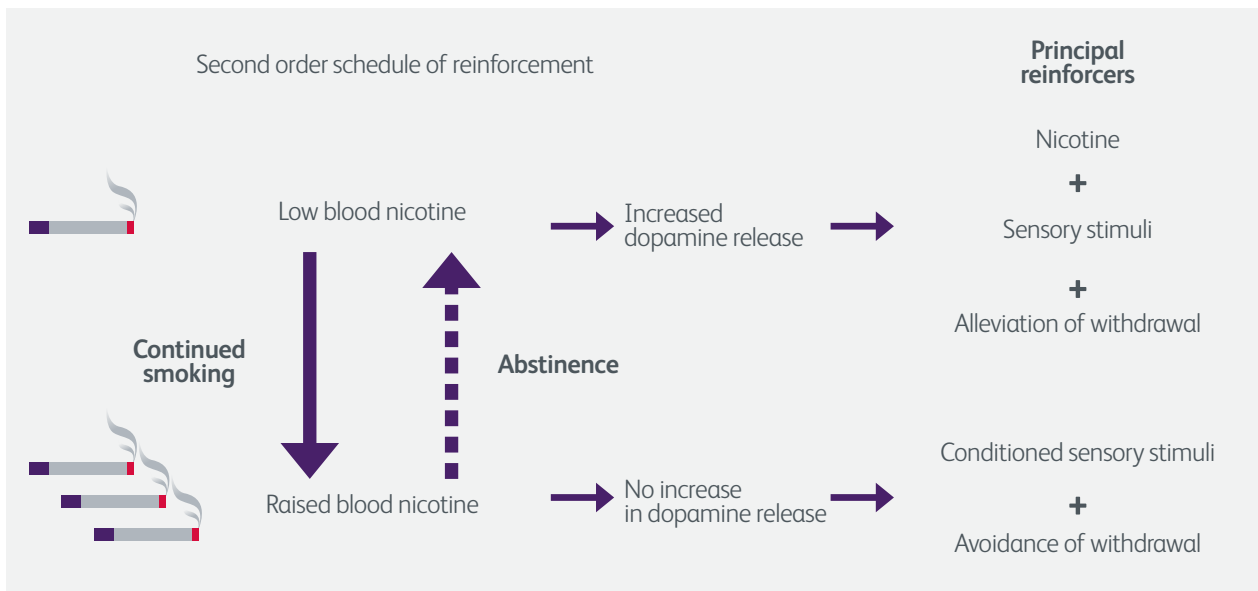 Second order schedule of reinforcement
Principal
reinforcers
Nicotine
+
Low blood nicotine
Increased
dopamine release
Sensory stimuli
+
Alleviation of withdrawal
Continued
smoking
Abstinence
Conditioned sensory stimuli
Raised blood nicotine
No increase
in dopamine release
+
Avoidance of withdrawal